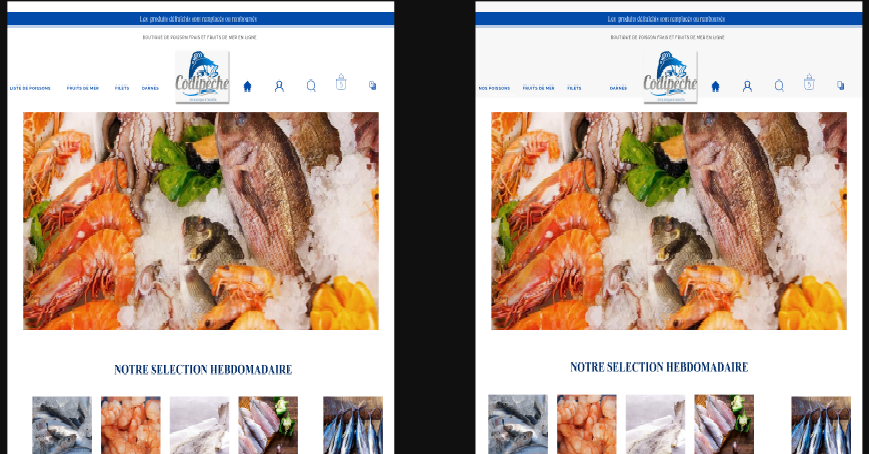 Les produits défraîchis sont remplacés ou remboursés
BOUTIQUE DE POISSON FRAIS ET FRUITS DE MER EN LIGNE
Codipêche
LISTE DE POISSONS FRUITS DE MER FILETS DARNES
NOTRE SELECTION HEBDOMADAIRE
Les produits défraîchis sont remplacés ou remboursés
BOUTIQUE DE POISSON FRAIS ET FRUITS DE MER EN LIGNE
Codipêche
NOS POISSONS FRUITS DE MER FILETS DARNES
NOTRE SELECTION HEBDOMADAIRE